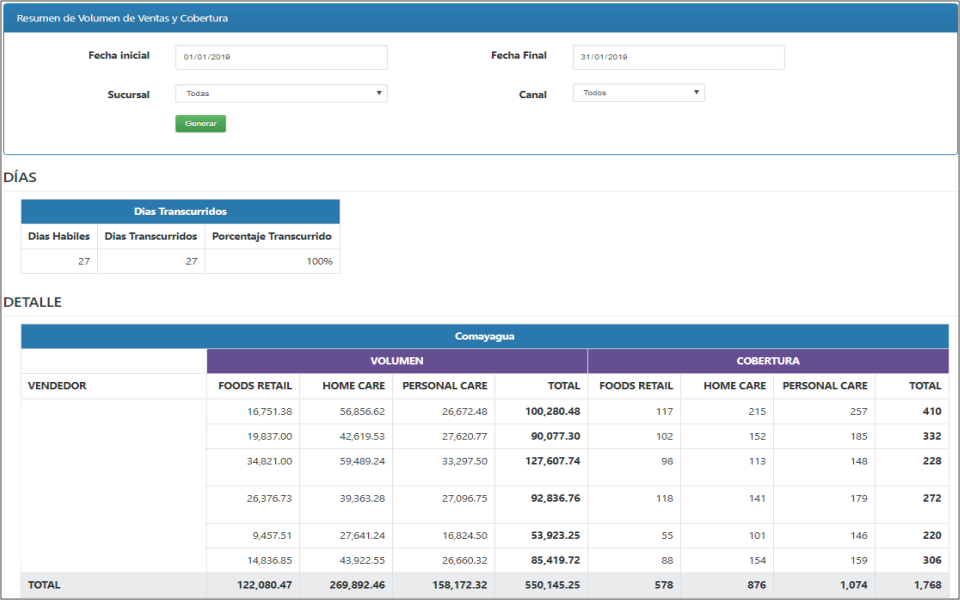 Resumen de Volumen de Ventas y Cobertura
Fecha inicial 01/01/2019 Fecha Final 31/01/2019
Sucursal Todas Canal Todos
Generar
DÍAS
Dias Transcurridos
Dias Habiles Dias Transcurridos Porcentaje Transcurrido
27 27 100%
DETALLE
Comayagua
VOLUMEN COBERTURA
VENDEDOR FOODS RETAIL HOME CARE PERSONAL CARE TOTAL FOODS RETAIL HOME CARE PERSONAL CARE TOTAL
16,751.38 56,856.62 26,672.48 100,280.48 117 215 257 410
19,837.00 42,619.53 27,620.77 90,077.30 102 152 185 332
34,821.00 59,489.24 33,297.50 127,607.74 98 113 148 228
26,376.73 39,363.28 27,096.75 92,836.76 118 141 179 272
9,457.51 27,641.24 16,824.50 53,923.25 55 101 146 220
14,836.85 43,922.55 26,660.32 85,419.72 88 154 159 306
TOTAL 122,080.47 269,892.46 158,172.32 550,145.25 578 876 1,074 1,768